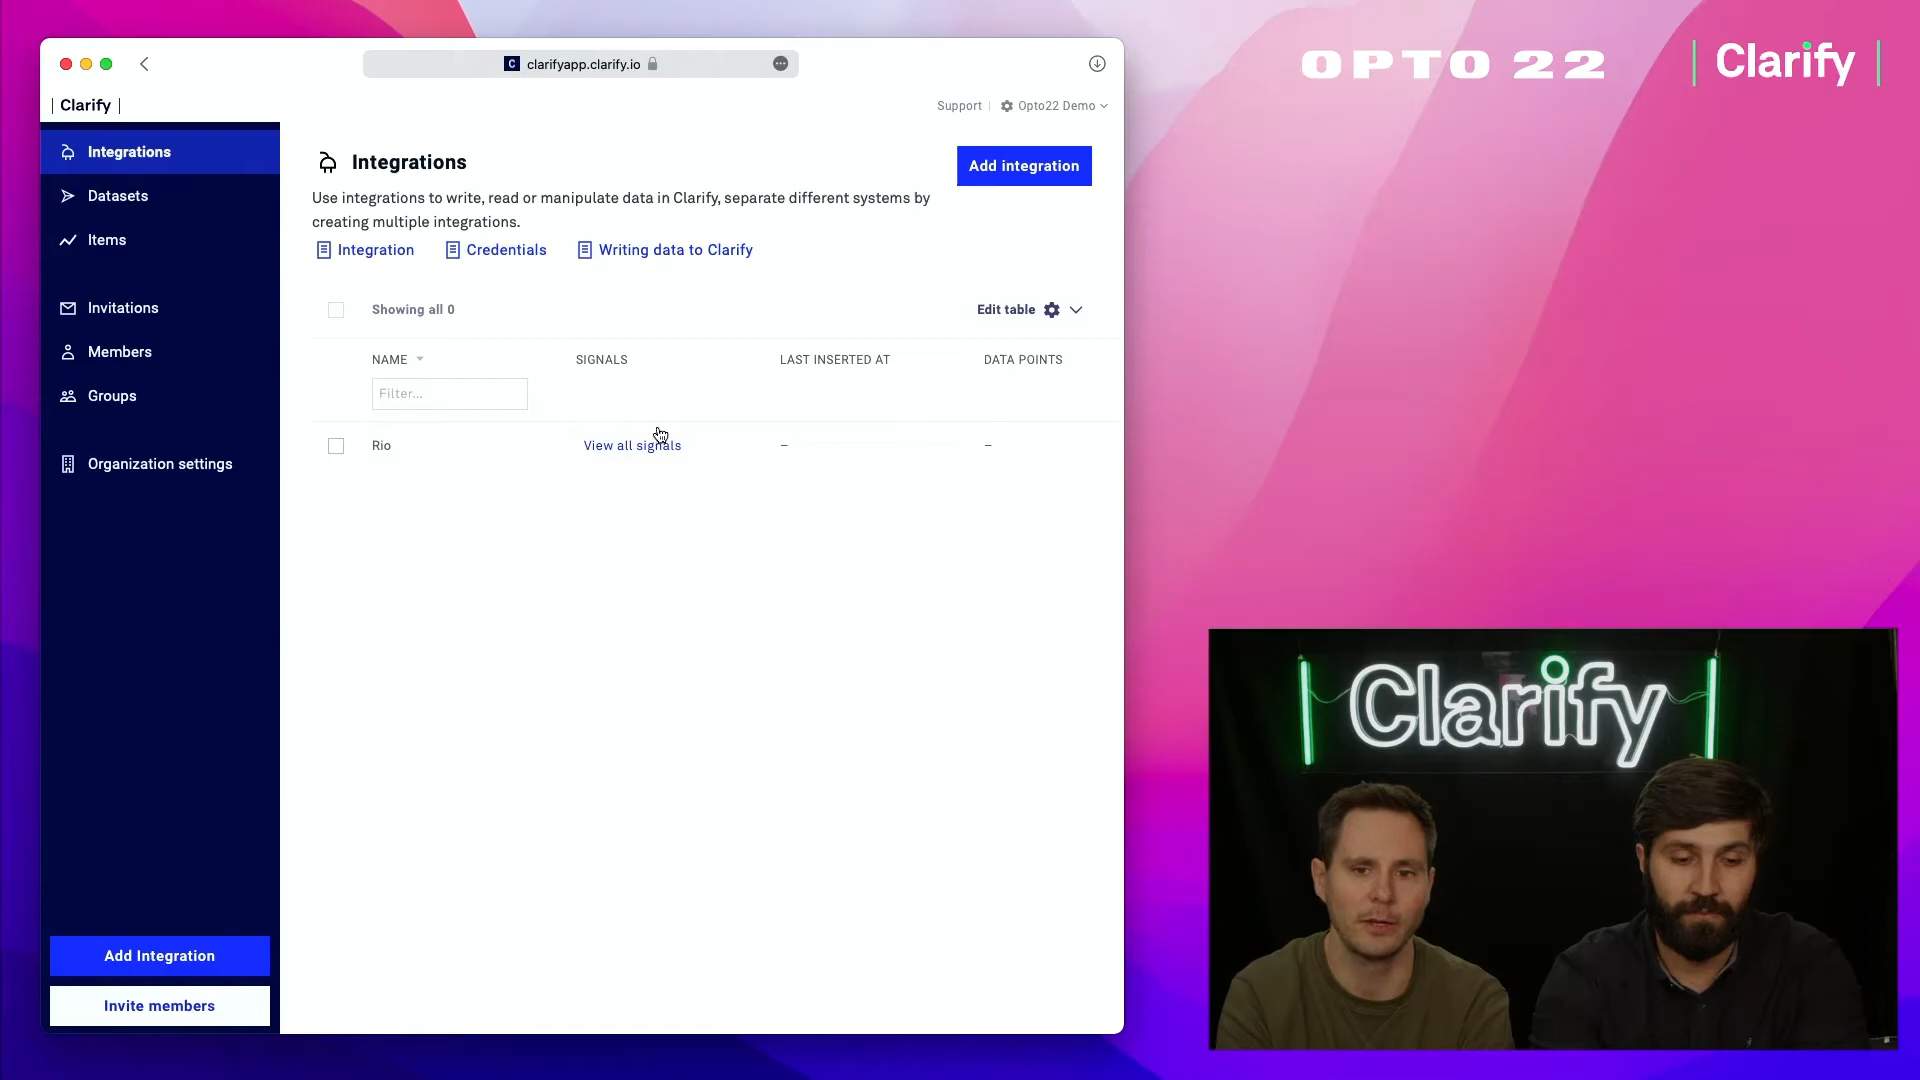 clarifyapp.clarify.io
OPTO 22
Clarify
Clarify
Support
Opto22 Demo
Integrations
Datasets
Items
Invitations
Members
Groups
Organization settings
Add Integration
Invite members
Integrations
Add integration
Use integrations to write, read or manipulate data in Clarify, separate different systems by
creating multiple integrations.
Integration
Credentials
Writing data to Clarify
Showing all 0
Edit table
NAME
SIGNALS
LAST INSERTED AT
DATA POINTS
Filter...
Rio
View all signals
–
–
Clarify